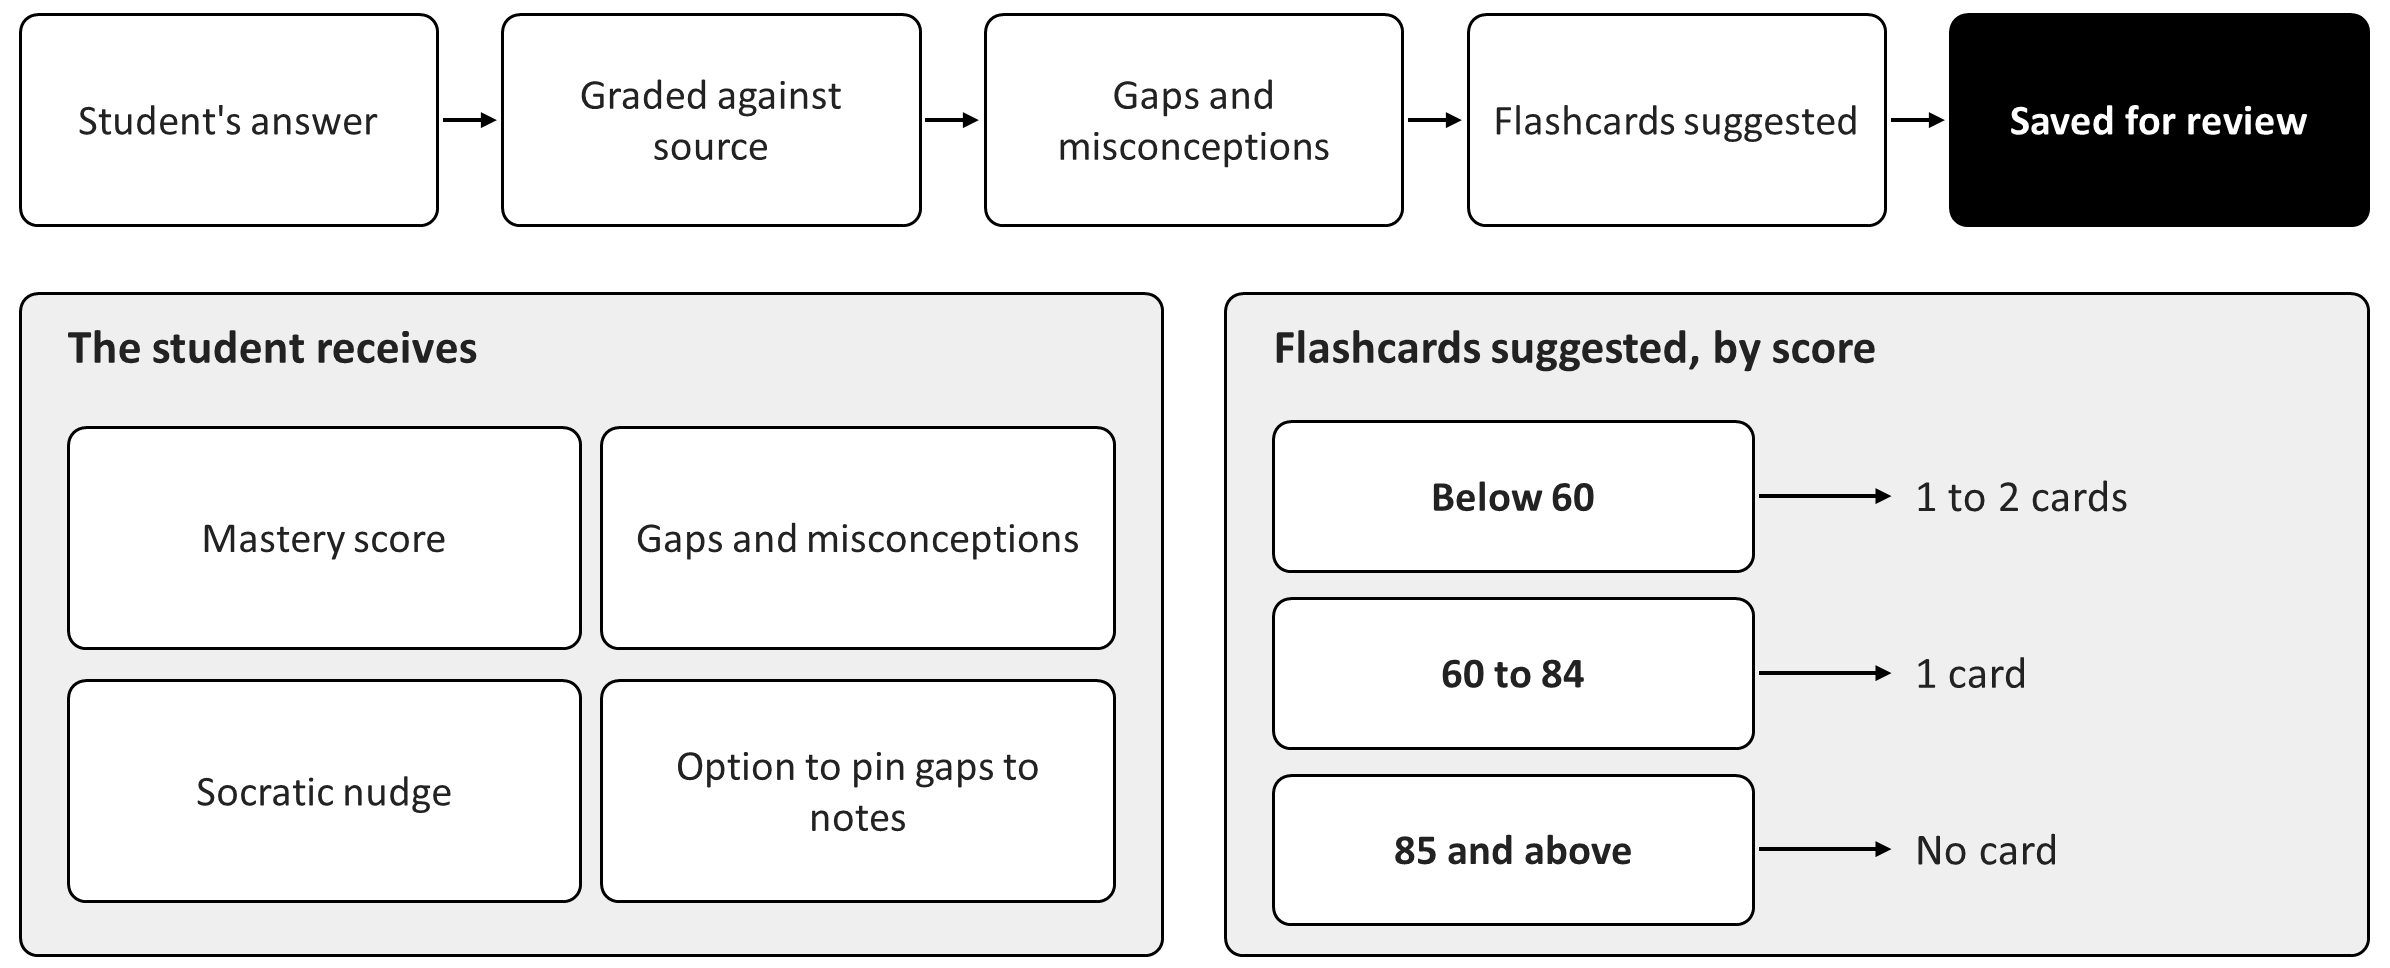 Student's answer
Graded against
source
Gaps and
misconceptions
Flashcards suggested
Saved for review
The student receives
Mastery score
Gaps and misconceptions
Socratic nudge
Option to pin gaps to
notes
Flashcards suggested, by score
Below 60
1 to 2 cards
60 to 84
1 card
85 and above
No card